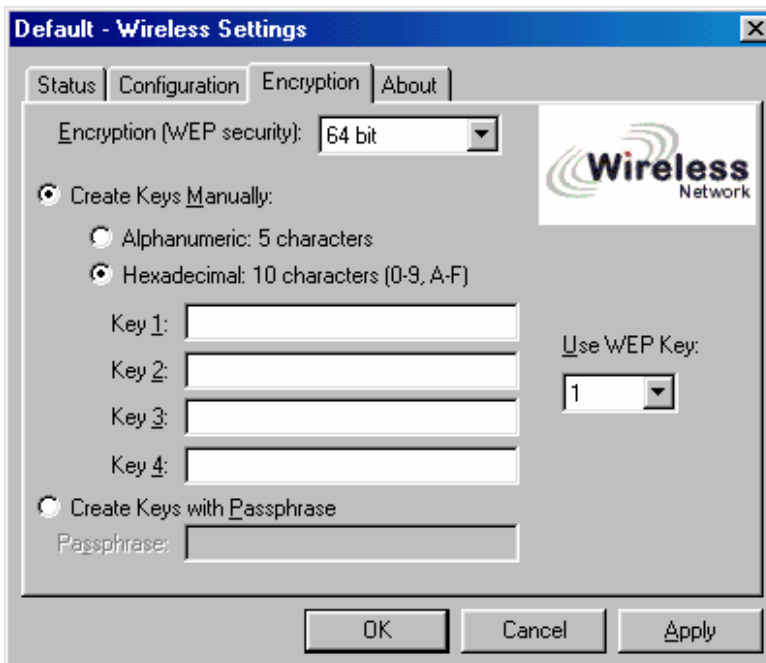 Default - Wireless Settings
Status
Configuration
Encryption
About
Encryption (WEP security):
64 bit
Wireless
Network
Create Keys Manually:
Alphanumeric: 5 characters
Hexadecimal: 10 characters (0-9, A-F)
Key 1:
Key 2:
Key 3:
Key 4:
Use WEP Key:
1
Create Keys with Passphrase
Passphrase:
OK
Cancel
Apply